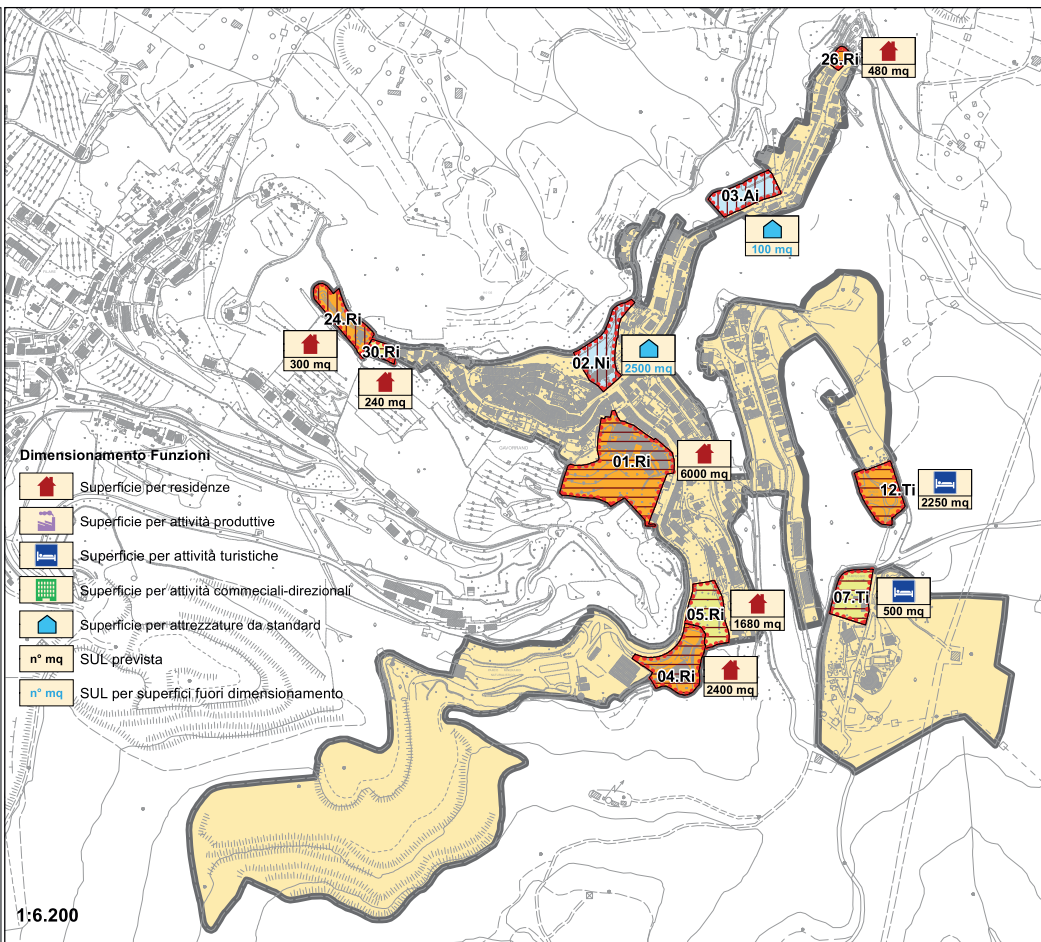 26.Ri
480 mq
03.Ai
100 mq
24.Ri
300 mq
30.Ri
240 mq
02.Ni
2500 mq
GAVORRANO
01.Ri
6000 mq
12.Ti
2250 mq
07.Ti
500 mq
05.Ri
1680 mq
04.Ri
2400 mq
Dimensionamento Funzioni
Superficie per residenze
Superficie per attività produttive
Superficie per attività turistiche
Superficie per attività commeciali-direzionali
Superficie per attrezzature da standard
n° mq SUL prevista
n° mq SUL per superfici fuori dimensionamento
1:6.200